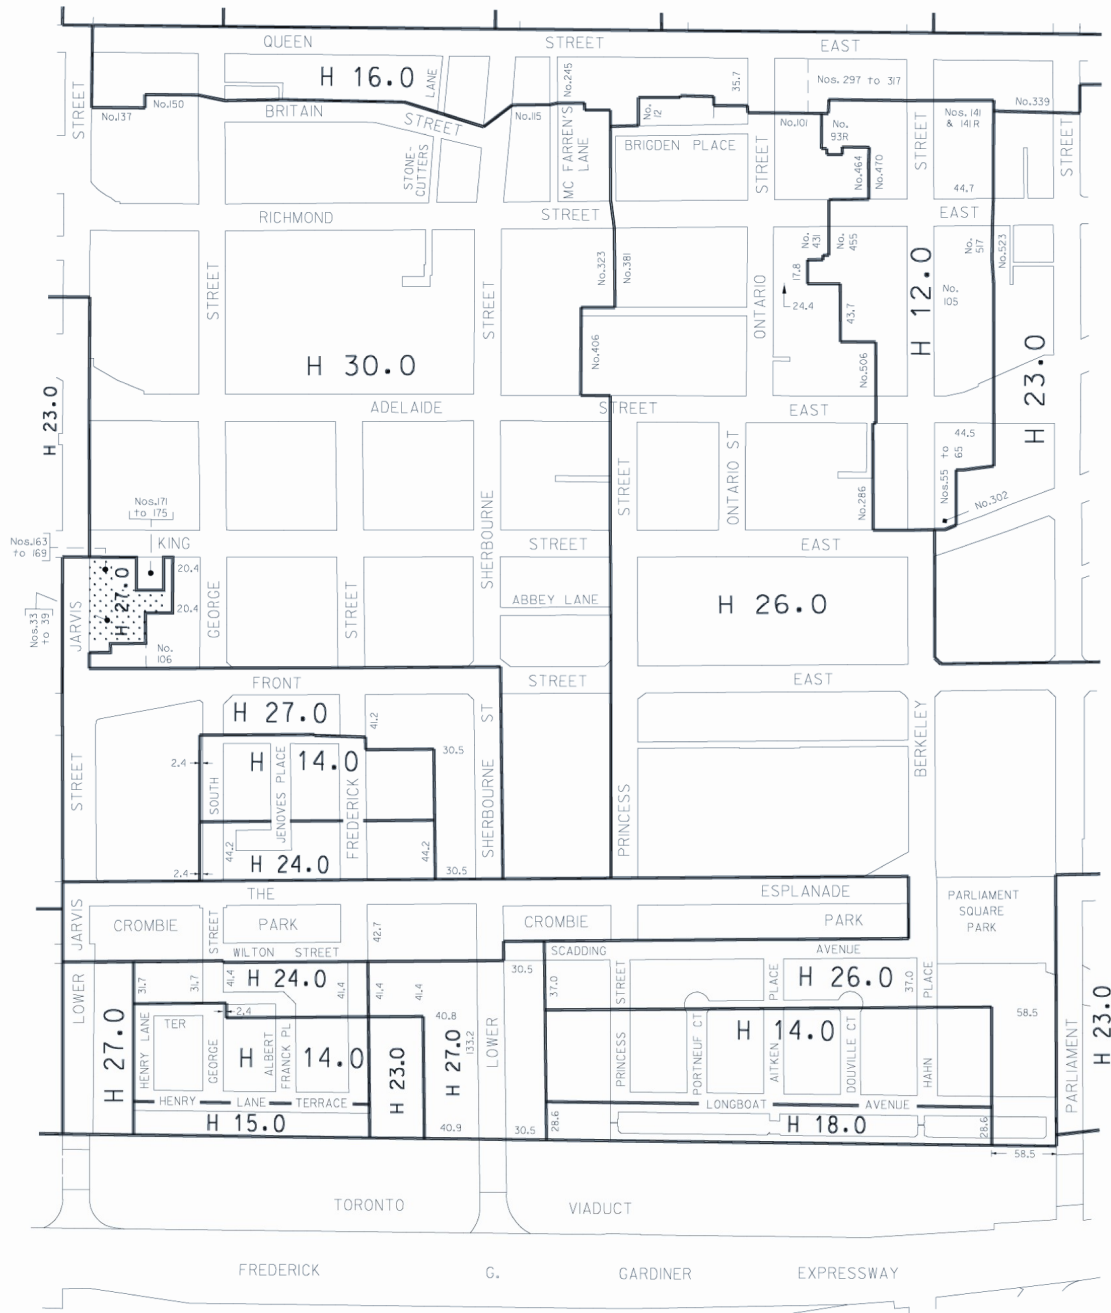 QUEEN STREET EAST
H 16.0
LANE
No.245
35.7
Nos. 297 to 317
STREET
No.137
No.150
BRITAIN STREET
No.115
MC FARREN'S LANE
No. 12
No.101
No. 93R
STREET
Nos. 141 & 141R
No.339
STREET
STONE-CUTTERS
BRIGDEN PLACE
STREET
No.464
No.470
44.7
RICHMOND STREET EAST
STREET
STREET
No.323
No.381
ONTARIO
No. 431
No. 455
17.8
24.4
43.7
H 12.0
No. 517
No.523
No. 105
H 30.0
No.406
No.506
H 23.0
H 23.0
ADELAIDE STREET EAST
STREET
ONTARIO ST
No.286
44.5
Nos.55 to 65
No.302
Nos.171 to 175
Nos.163 to 169
KING STREET EAST
SHERBOURNE
20.4
H 27.0
20.4
Nos.33 to 39
JARVIS
GEORGE
STREET
ABBEY LANE
H 26.0
No. 106
FRONT STREET EAST
H 27.0
41.2
SHERBOURNE ST
BERKELEY
2.4
H 14.0
30.5
STREET
SOUTH
JENOVES PLACE
FREDERICK
PRINCESS
44.2
H 24.0
44.2
2.4
30.5
THE ESPLANADE
PARLIAMENT
SQUARE
PARK
JARVIS
CROMBIE
STREET
PARK
42.7
CROMBIE
PARK
WILTON STREET
SCADDING AVENUE
LOWER
31.7
31.7
41.4
H 24.0
41.4
41.4
41.4
30.5
37.0
STREET
PLACE
H 26.0
37.0
PLACE
H 27.0
HENRY LANE
TER
2.4
GEORGE
H 14.0
ALBERT
FRANCK PL
40.8
H 23.0
H 27.0
133.2
LOWER
PRINCESS
PORTNEUF CT
H 14.0
AITKEN
DOUVILLE CT
HAHN
58.5
H 23.0
PARLIAMENT
HENRY LANE TERRACE
LONGBOAT AVENUE
H 15.0
40.9
30.5
28.6
H 18.0
28.6
58.5
TORONTO VIADUCT
FREDERICK G. GARDINER EXPRESSWAY